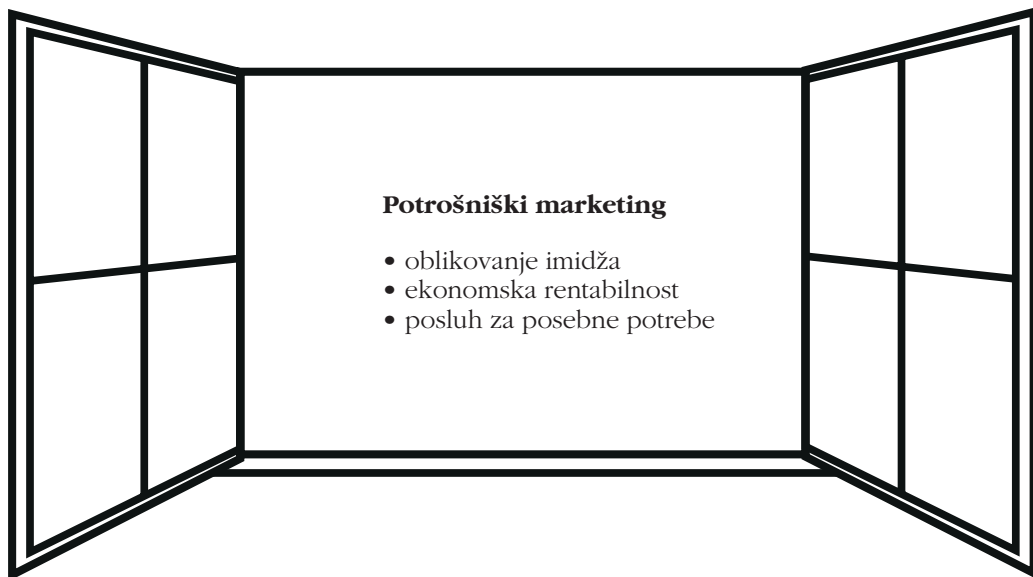 Potrošniški marketing
• oblikovanje imidža
• ekonomska rentabilnost
• posluh za posebne potrebe